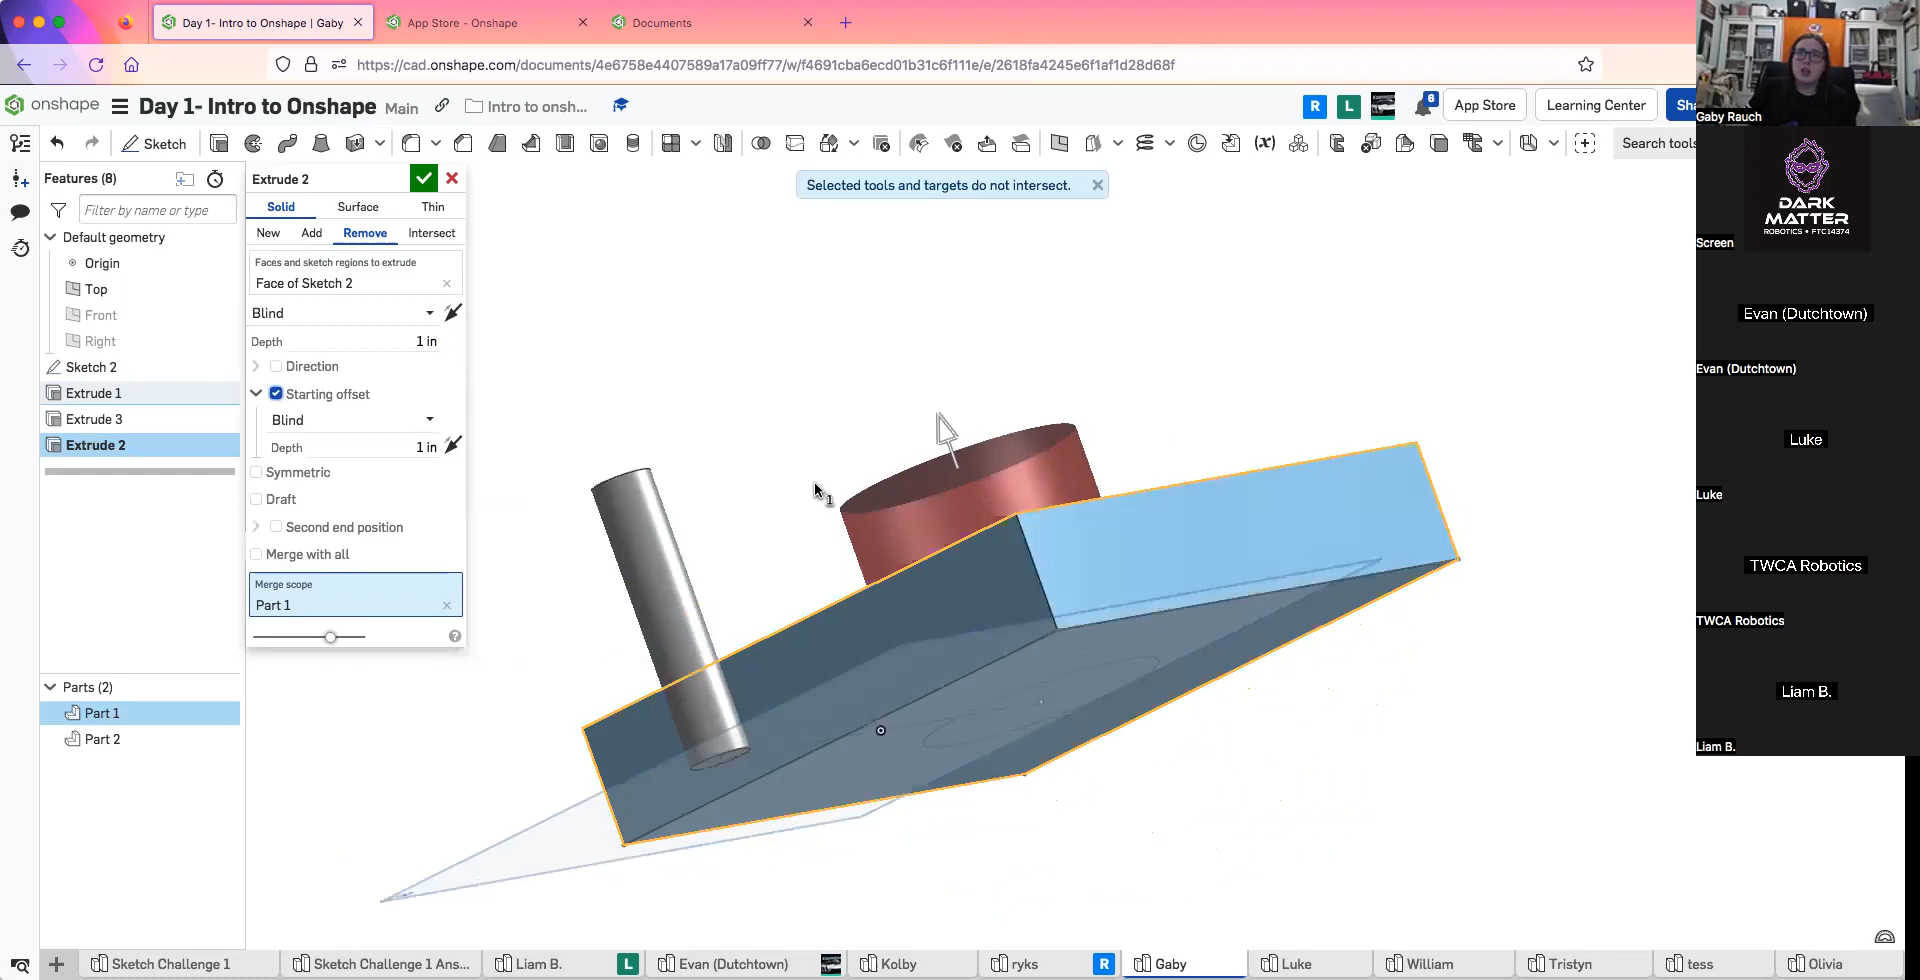 Day 1- Intro to Onshape | Gaby
App Store - Onshape
Documents
https://cad.onshape.com/documents/4e6758e4407589a17a09ff77/w/f4691cba6ecd01b31c6f111e/e/2618fa4245e6f1af1d28d68f
onshape
Day 1- Intro to Onshape
Main
Intro to onsh...
R
L
6
App Store
Learning Center
Sha
Gaby Rauch
Sketch
(x)
Search tools
Features (8)
Filter by name or type
Default geometry
Origin
Top
Front
Right
Sketch 2
Extrude 1
Extrude 3
Extrude 2
Parts (2)
Part 1
Part 2
Extrude 2
Solid
Surface
Thin
New
Add
Remove
Intersect
Faces and sketch regions to extrude
Face of Sketch 2
Blind
Depth
1 in
Direction
Starting offset
Blind
Depth
1 in
Symmetric
Draft
Second end position
Merge with all
Merge scope
Part 1
?
Selected tools and targets do not intersect.
1
DARK
MATTER
ROBOTICS • FTC14374
Screen
Evan (Dutchtown)
Evan (Dutchtown)
Luke
Luke
TWCA Robotics
TWCA Robotics
Liam B.
Liam B.
Sketch Challenge 1
Sketch Challenge 1 Ans...
Liam B.
L
Evan (Dutchtown)
Kolby
ryks
R
Gaby
Luke
William
Tristyn
tess
Olivia